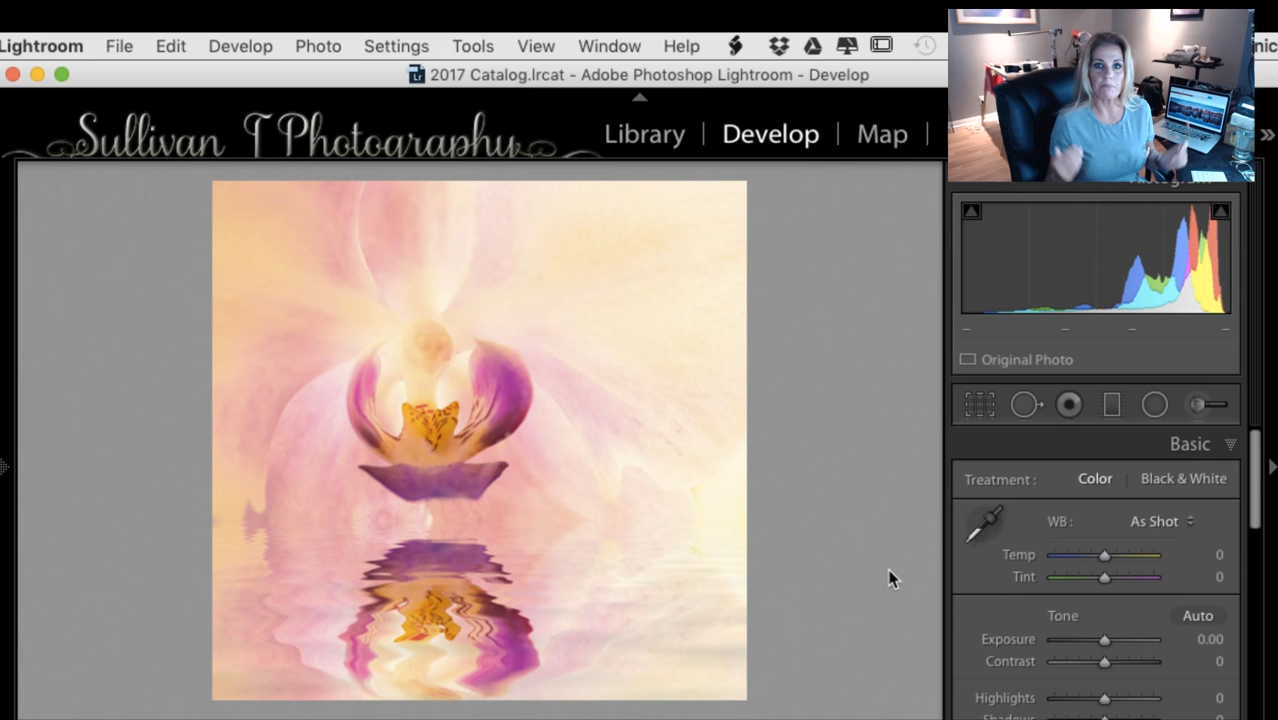 Lightroom File Edit Develop Photo Settings Tools View Window Help
Lr 2017 Catalog.lrcat - Adobe Photoshop Lightroom - Develop
Sullivan J Photography
Library | Develop | Map |
Original Photo
Basic
Treatment : Color | Black & White
WB : As Shot
Temp 0
Tint 0
Tone Auto
Exposure 0.00
Contrast 0
Highlights 0